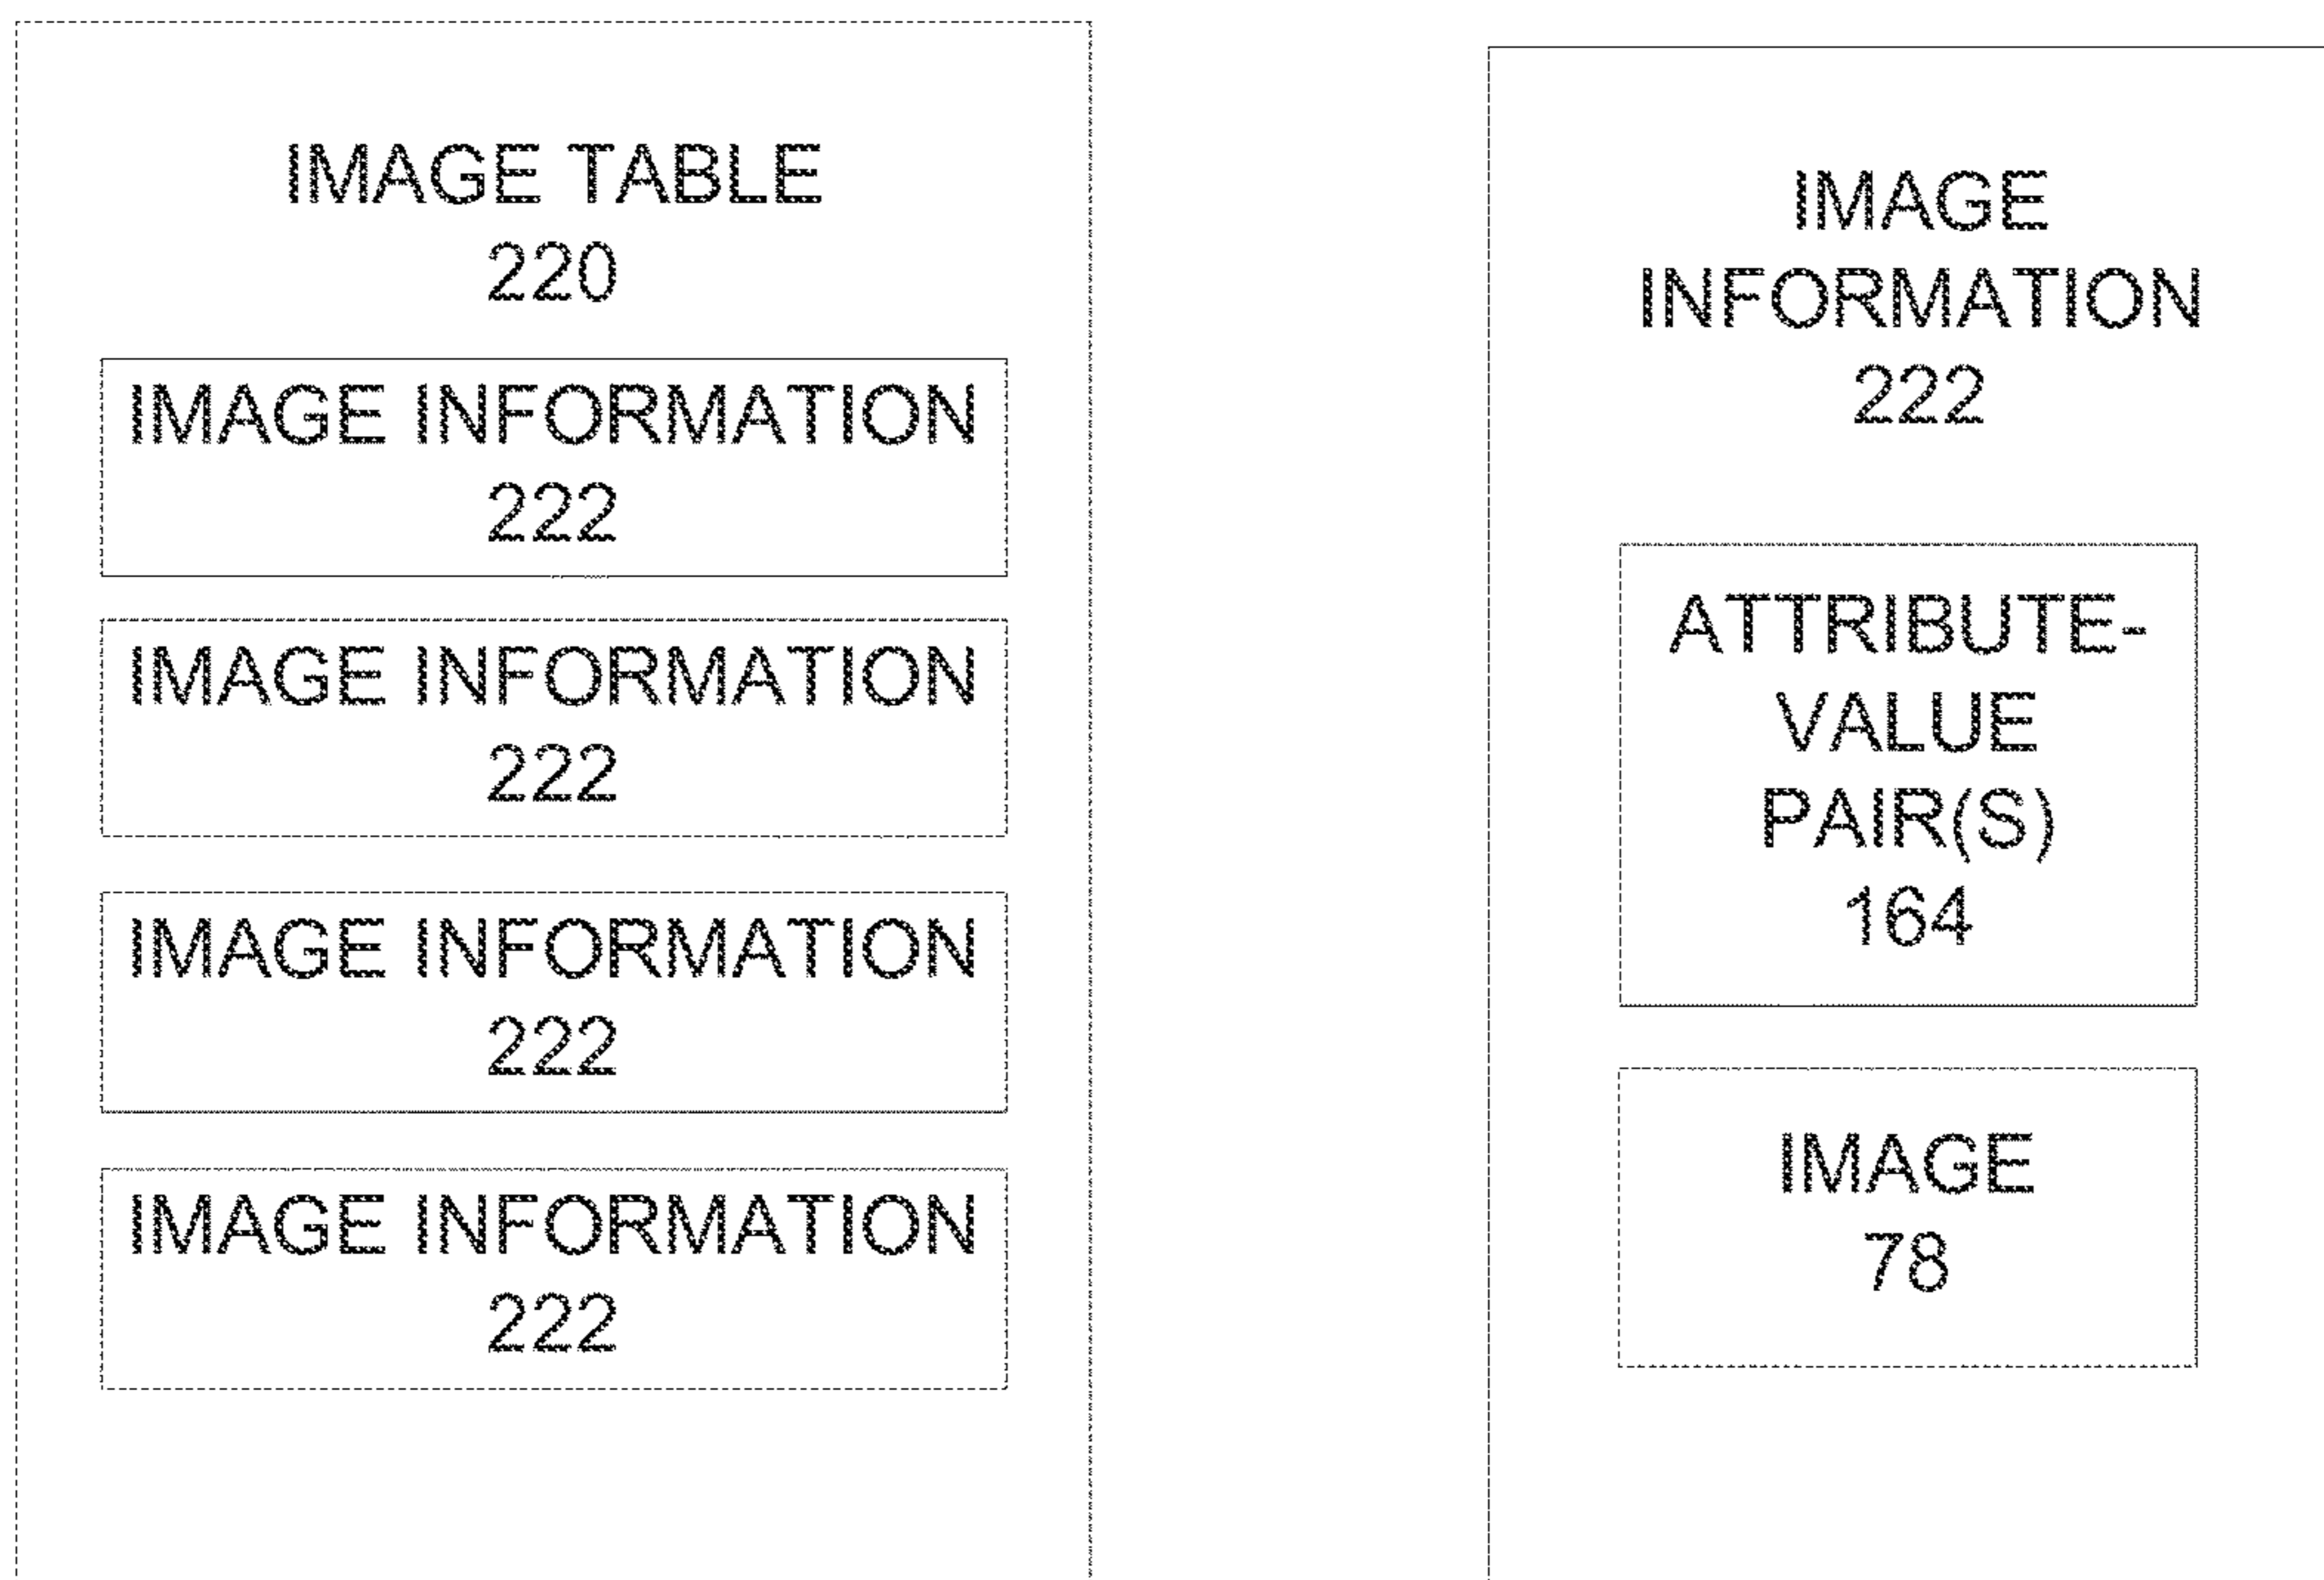 IMAGE TABLE
220
IMAGE INFORMATION
222
IMAGE INFORMATION
222
IMAGE INFORMATION
222
IMAGE INFORMATION
222
IMAGE
INFORMATION
222
ATTRIBUTE-
VALUE
PAIR(S)
164
IMAGE
78